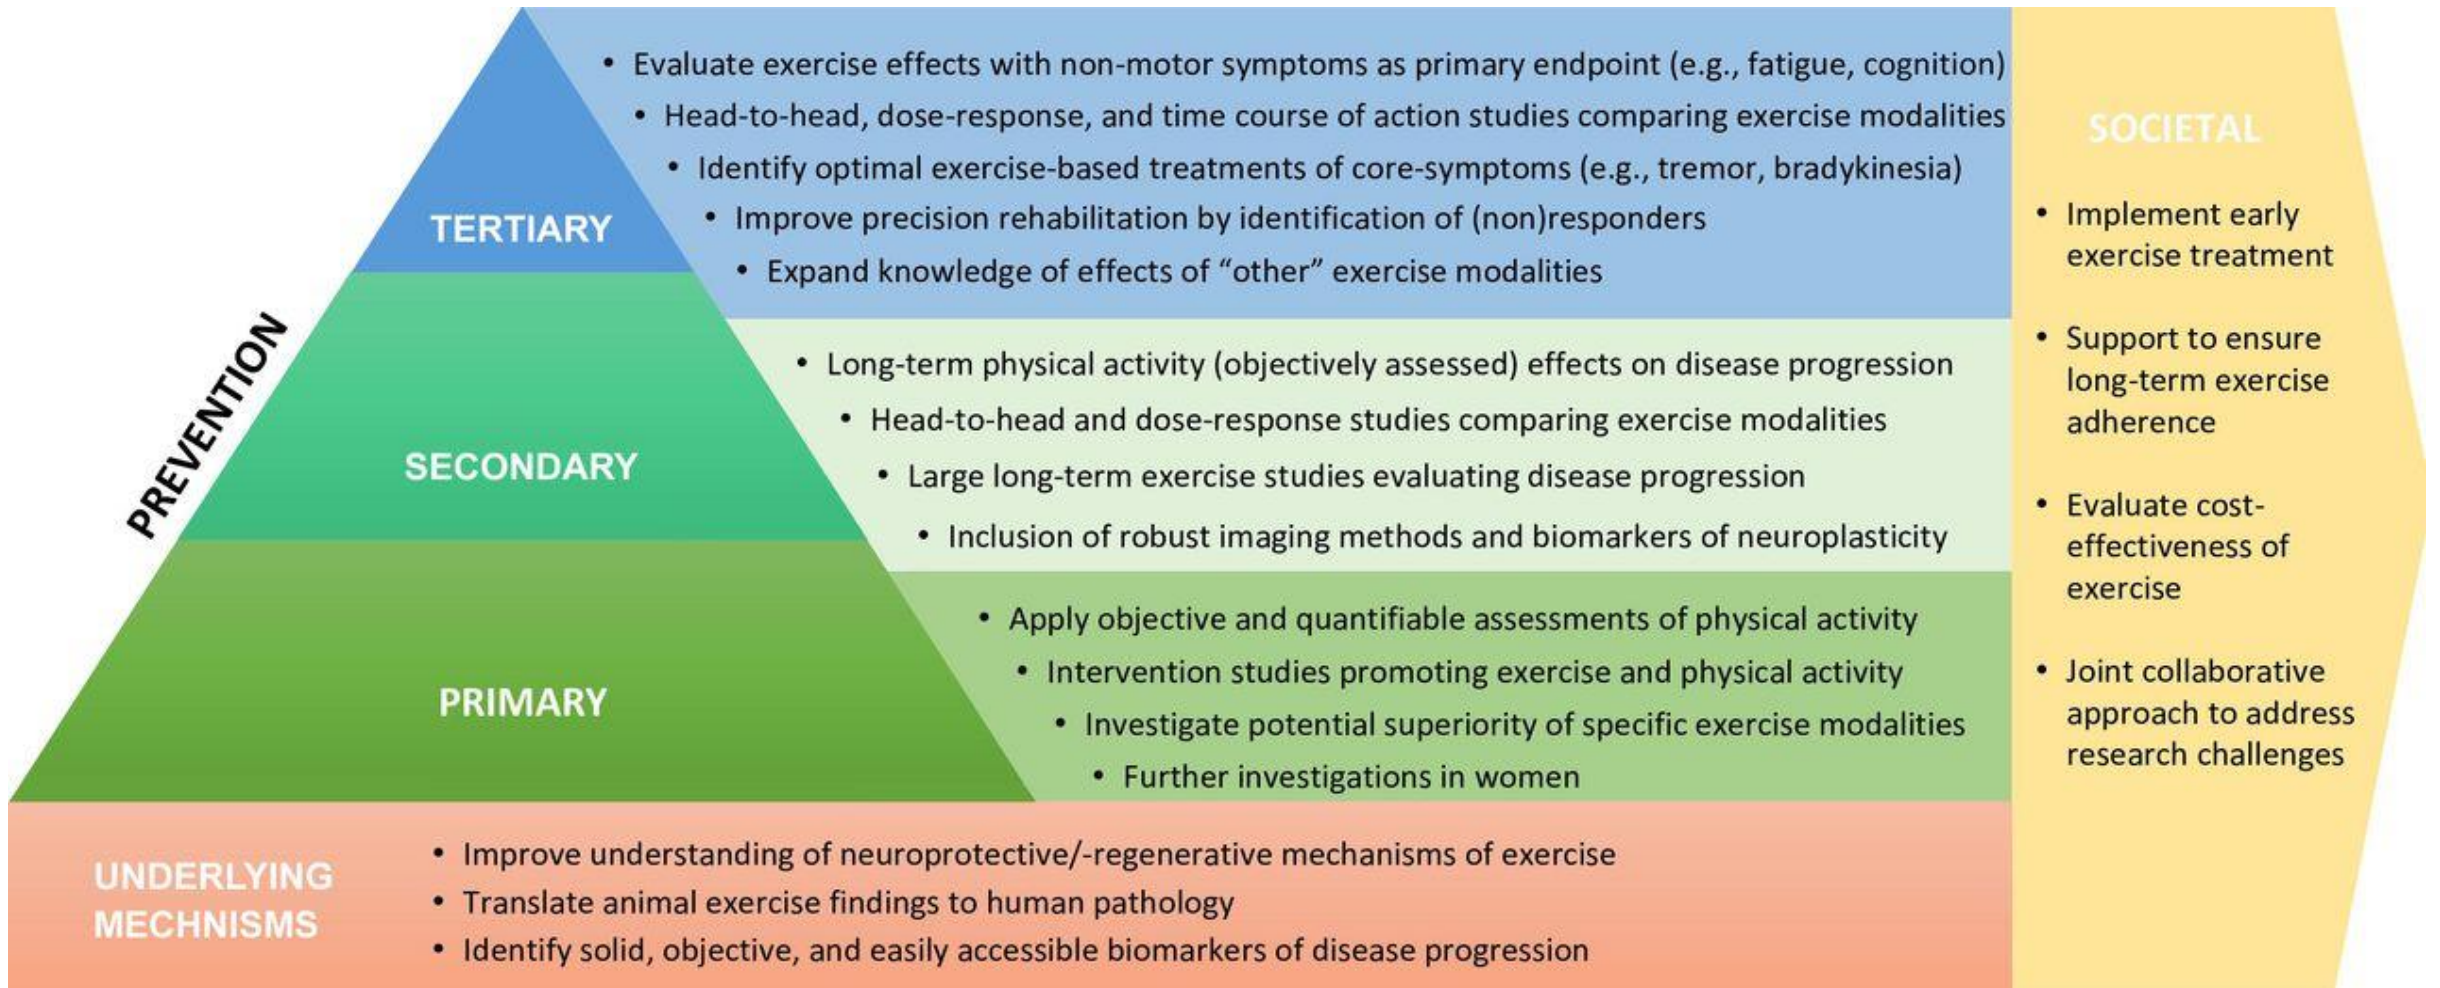 PREVENTION
TERTIARY
• Evaluate exercise effects with non-motor symptoms as primary endpoint (e.g., fatigue, cognition)
• Head-to-head, dose-response, and time course of action studies comparing exercise modalities
• Identify optimal exercise-based treatments of core-symptoms (e.g., tremor, bradykinesia)
• Improve precision rehabilitation by identification of (non)responders
• Expand knowledge of effects of “other” exercise modalities
SECONDARY
• Long-term physical activity (objectively assessed) effects on disease progression
• Head-to-head and dose-response studies comparing exercise modalities
• Large long-term exercise studies evaluating disease progression
• Inclusion of robust imaging methods and biomarkers of neuroplasticity
PRIMARY
• Apply objective and quantifiable assessments of physical activity
• Intervention studies promoting exercise and physical activity
• Investigate potential superiority of specific exercise modalities
• Further investigations in women
UNDERLYING
MECHNISMS
• Improve understanding of neuroprotective/-regenerative mechanisms of exercise
• Translate animal exercise findings to human pathology
• Identify solid, objective, and easily accessible biomarkers of disease progression
SOCIETAL
• Implement early
exercise treatment
• Support to ensure
long-term exercise
adherence
• Evaluate cost-
effectiveness of
exercise
• Joint collaborative
approach to address
research challenges